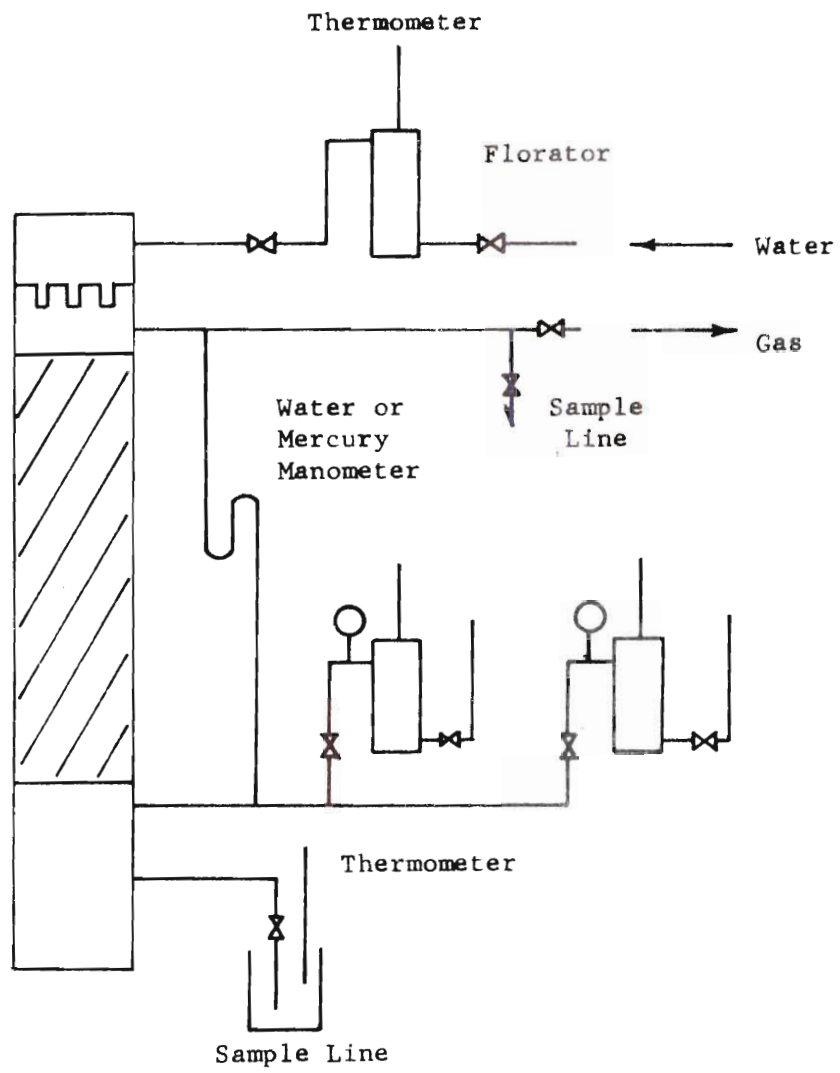 Thermometer
Florator
Water
Gas
Water or
Mercury
Manometer
Sample
Line
Thermometer
Sample Line